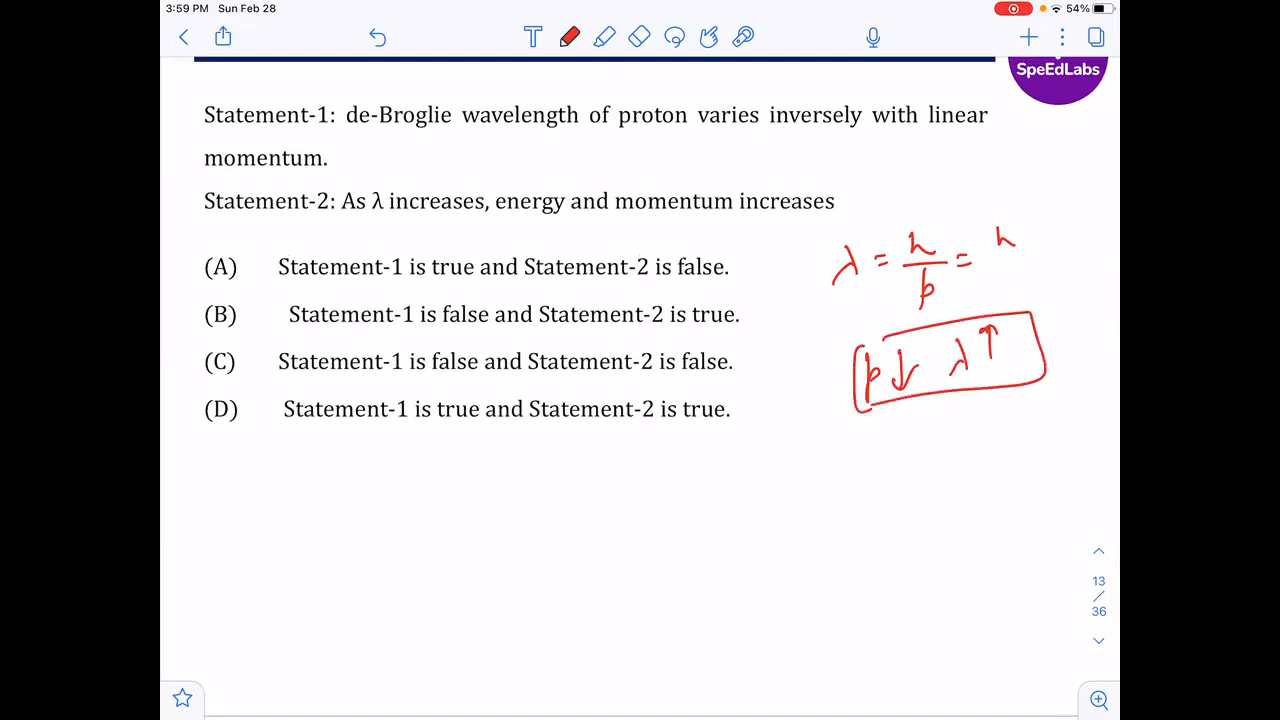 3:59 PM Sun Feb 28
54%
T
SpeEdLabs
Statement-1: de-Broglie wavelength of proton varies inversely with linear
momentum.
Statement-2: As λ increases, energy and momentum increases
(A) Statement-1 is true and Statement-2 is false.
(B) Statement-1 is false and Statement-2 is true.
(C) Statement-1 is false and Statement-2 is false.
(D) Statement-1 is true and Statement-2 is true.
λ = h/p = h
p ↓ λ ↑
13
/
36